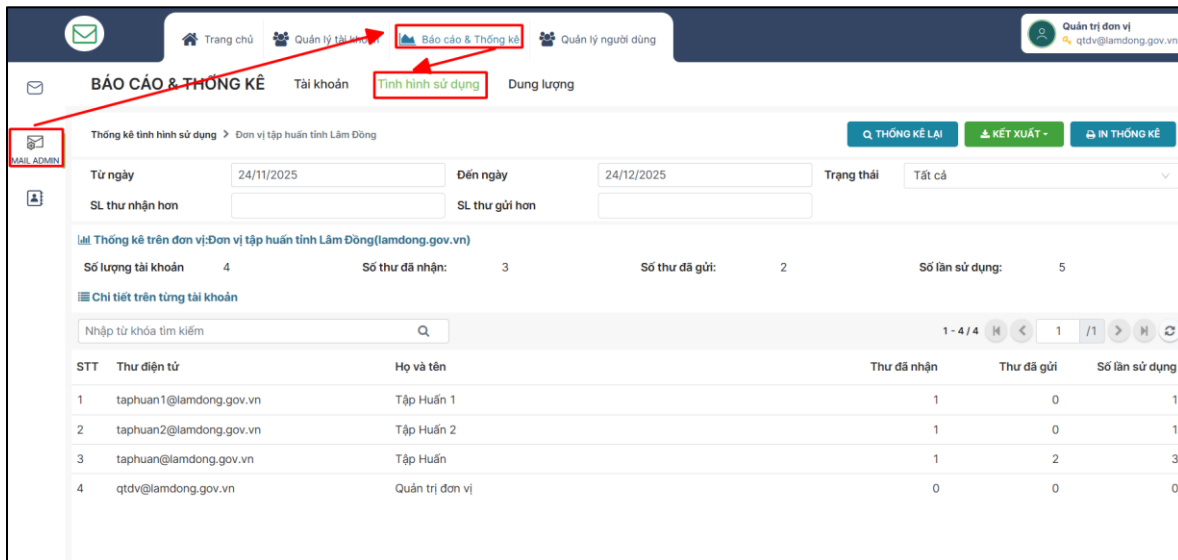 Trang chủ Quản lý tài khoản Báo cáo & Thống kê Quản lý người dùng
Quản trị đơn vị
qtdv@lamdong.gov.vn
BÁO CÁO & THỐNG KÊ Tài khoản Tình hình sử dụng Dung lượng
MAIL ADMIN
Thống kê tình hình sử dụng > Đơn vị tập huấn tỉnh Lâm Đồng THỐNG KÊ LẠI KẾT XUẤT IN THỐNG KÊ
Từ ngày 24/11/2025 Đến ngày 24/12/2025 Trạng thái Tất cả
SL thư nhận hơn SL thư gửi hơn
Thống kê trên đơn vị:Đơn vị tập huấn tỉnh Lâm Đồng(lamdong.gov.vn)
Số lượng tài khoản 4 Số thư đã nhận: 3 Số thư đã gửi: 2 Số lần sử dụng: 5
Chi tiết trên từng tài khoản
Nhập từ khóa tìm kiếm 1 - 4 / 4 1 /1
STT Thư điện tử Họ và tên Thư đã nhận Thư đã gửi Số lần sử dụng
1 taphuan1@lamdong.gov.vn Tập Huấn 1 1 0 1
2 taphuan2@lamdong.gov.vn Tập Huấn 2 1 0 1
3 taphuan@lamdong.gov.vn Tập Huấn 1 2 3
4 qtdv@lamdong.gov.vn Quản trị đơn vị 0 0 0